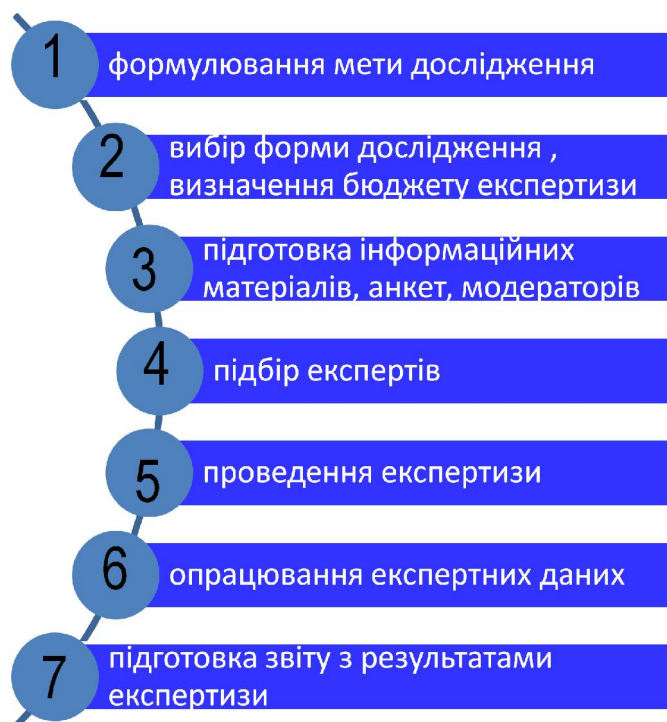 1
формулювання мети дослідження
2
вибір форми дослідження ,
визначення бюджету експертизи
3
підготовка інформаційних
матеріалів, анкет, модераторів
4
підбір експертів
5
проведення експертизи
6
опрацювання експертних даних
7
підготовка звіту з результатами
експертизи